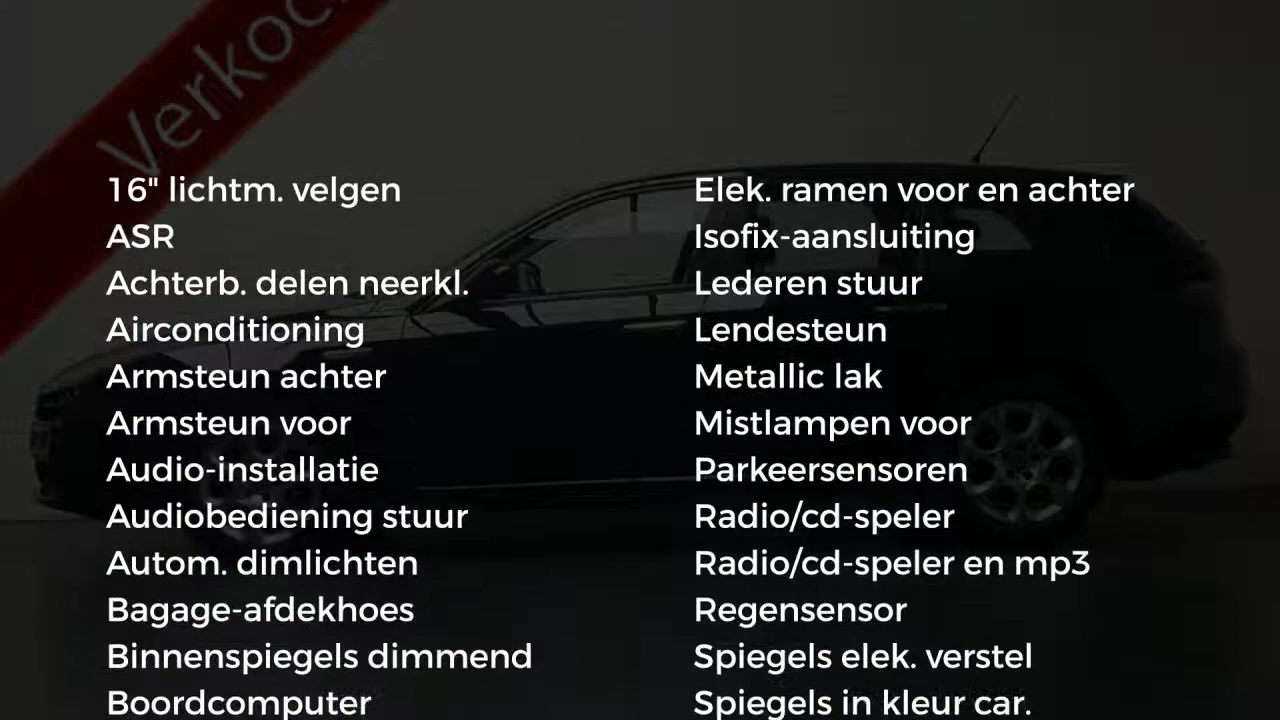 16" lichtm. velgen
ASR
Achterb. delen neerkl.
Airconditioning
Armsteun achter
Armsteun voor
Audio-installatie
Audiobediening stuur
Autom. dimlichten
Bagage-afdekhoes
Binnenspiegels dimmend
Boordcomputer
Elek. ramen voor en achter
Isofix-aansluiting
Lederen stuur
Lendesteun
Metallic lak
Mistlampen voor
Parkeersensoren
Radio/cd-speler
Radio/cd-speler en mp3
Regensensor
Spiegels elek. verstel
Spiegels in kleur car.